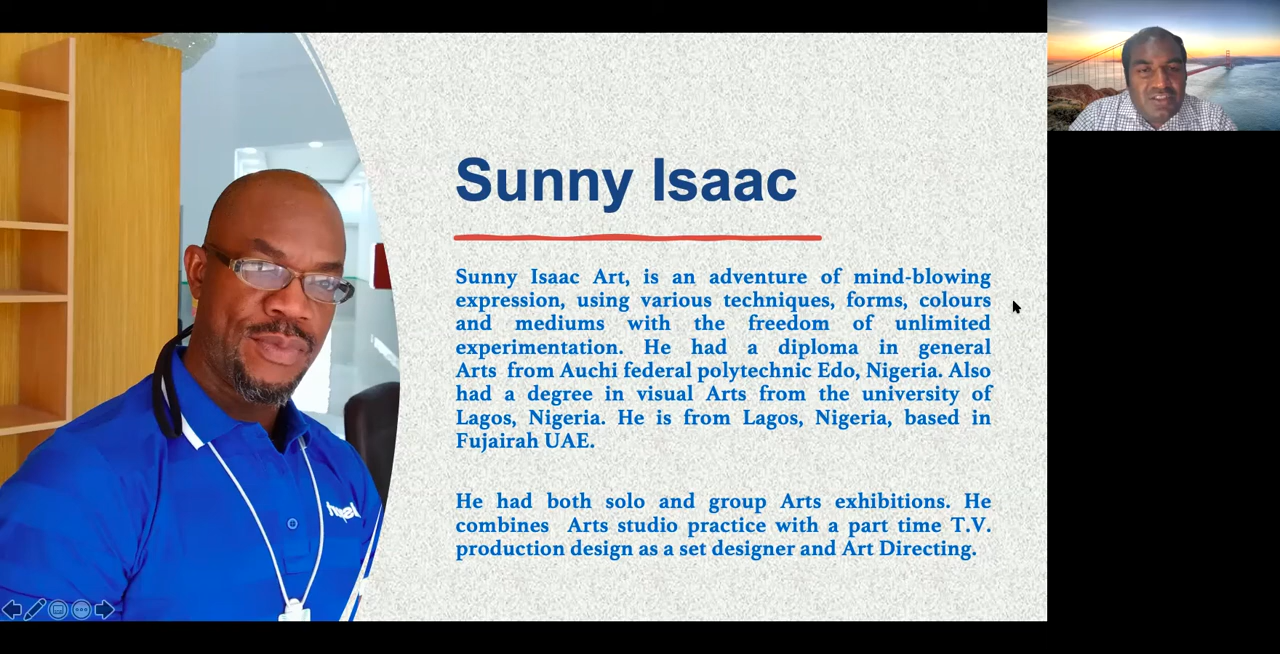 Sunny Isaac
Sunny Isaac Art, is an adventure of mind-blowing
expression, using various techniques, forms, colours
and mediums with the freedom of unlimited
experimentation. He had a diploma in general
Arts from Auchi federal polytechnic Edo, Nigeria. Also
had a degree in visual Arts from the university of
Lagos, Nigeria. He is from Lagos, Nigeria, based in
Fujairah UAE.
He had both solo and group Arts exhibitions. He
combines Arts studio practice with a part time T.V.
production design as a set designer and Art Directing.